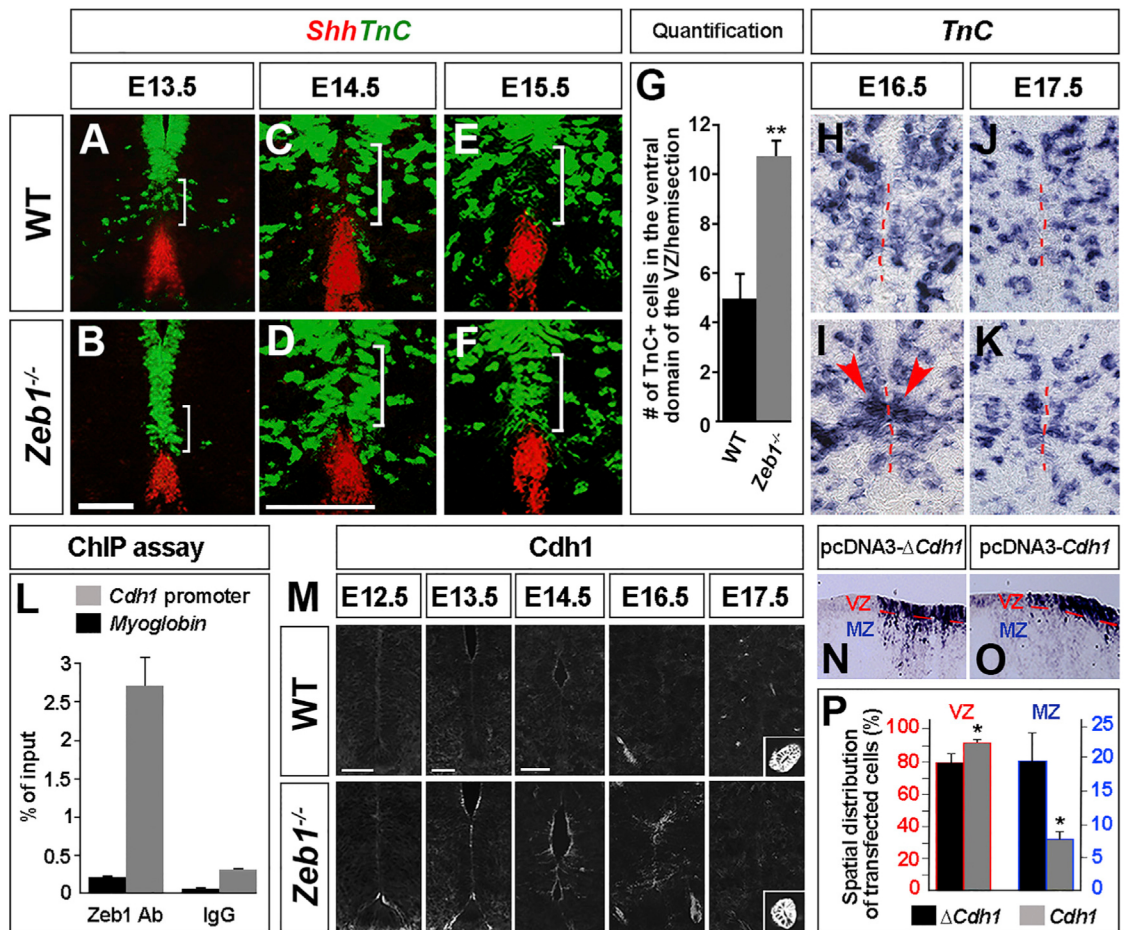 ShhTnC
Quantification
TnC
E13.5
E14.5
E15.5
E16.5
E17.5
WT
Zeb1-/-
A
B
C
D
E
F
G
# of TnC+ cells in the ventral
domain of the VZ/hemisection
12
10
8
6
4
2
0
**
WT
Zeb1-/-
H
I
J
K
ChIP assay
L
Cdh1 promoter
Myoglobin
% of input
3
2.5
2
1.5
1
0.5
0
Zeb1 Ab
IgG
Cdh1
M
E12.5
E13.5
E14.5
E16.5
E17.5
WT
Zeb1-/-
pcDNA3-ΔCdh1
pcDNA3-Cdh1
VZ
MZ
N
VZ
MZ
O
P
VZ
MZ
Spatial distribution
of transfected cells (%)
100
80
*
*
25
20
15
10
5
0
ΔCdh1
Cdh1